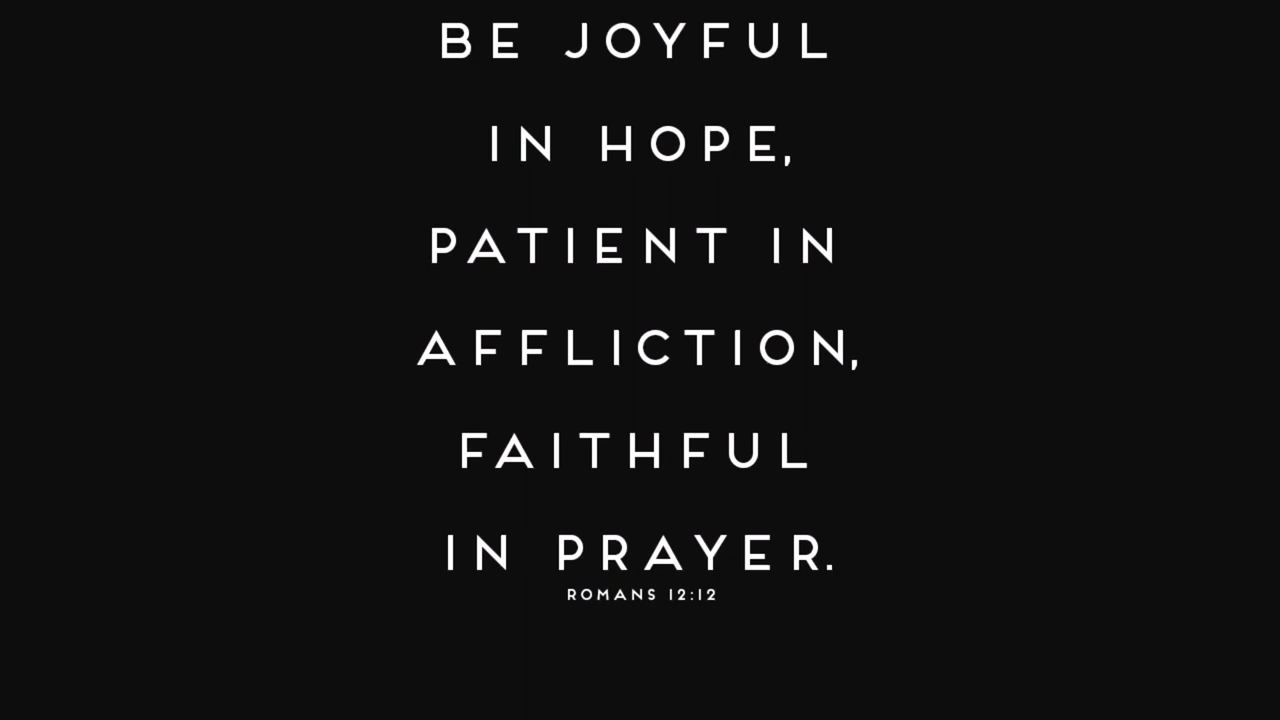 BE JOYFUL
IN HOPE,
PATIENT IN
AFFLICTION,
FAITHFUL
IN PRAYER.
ROMANS 12:12